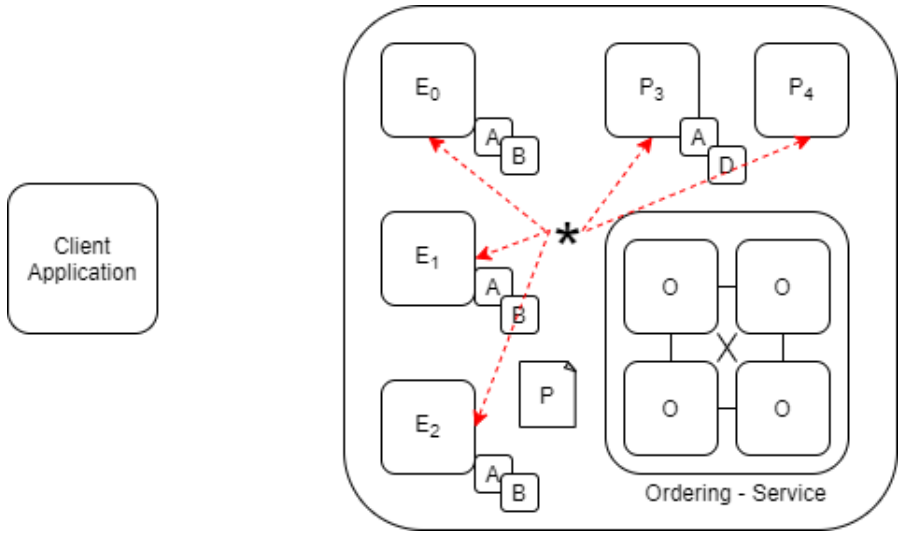 E0
P3
P4
A
B
A
D
*
Client
Application
E1
A
B
O
O
X
P
O
O
E2
A
B
Ordering - Service